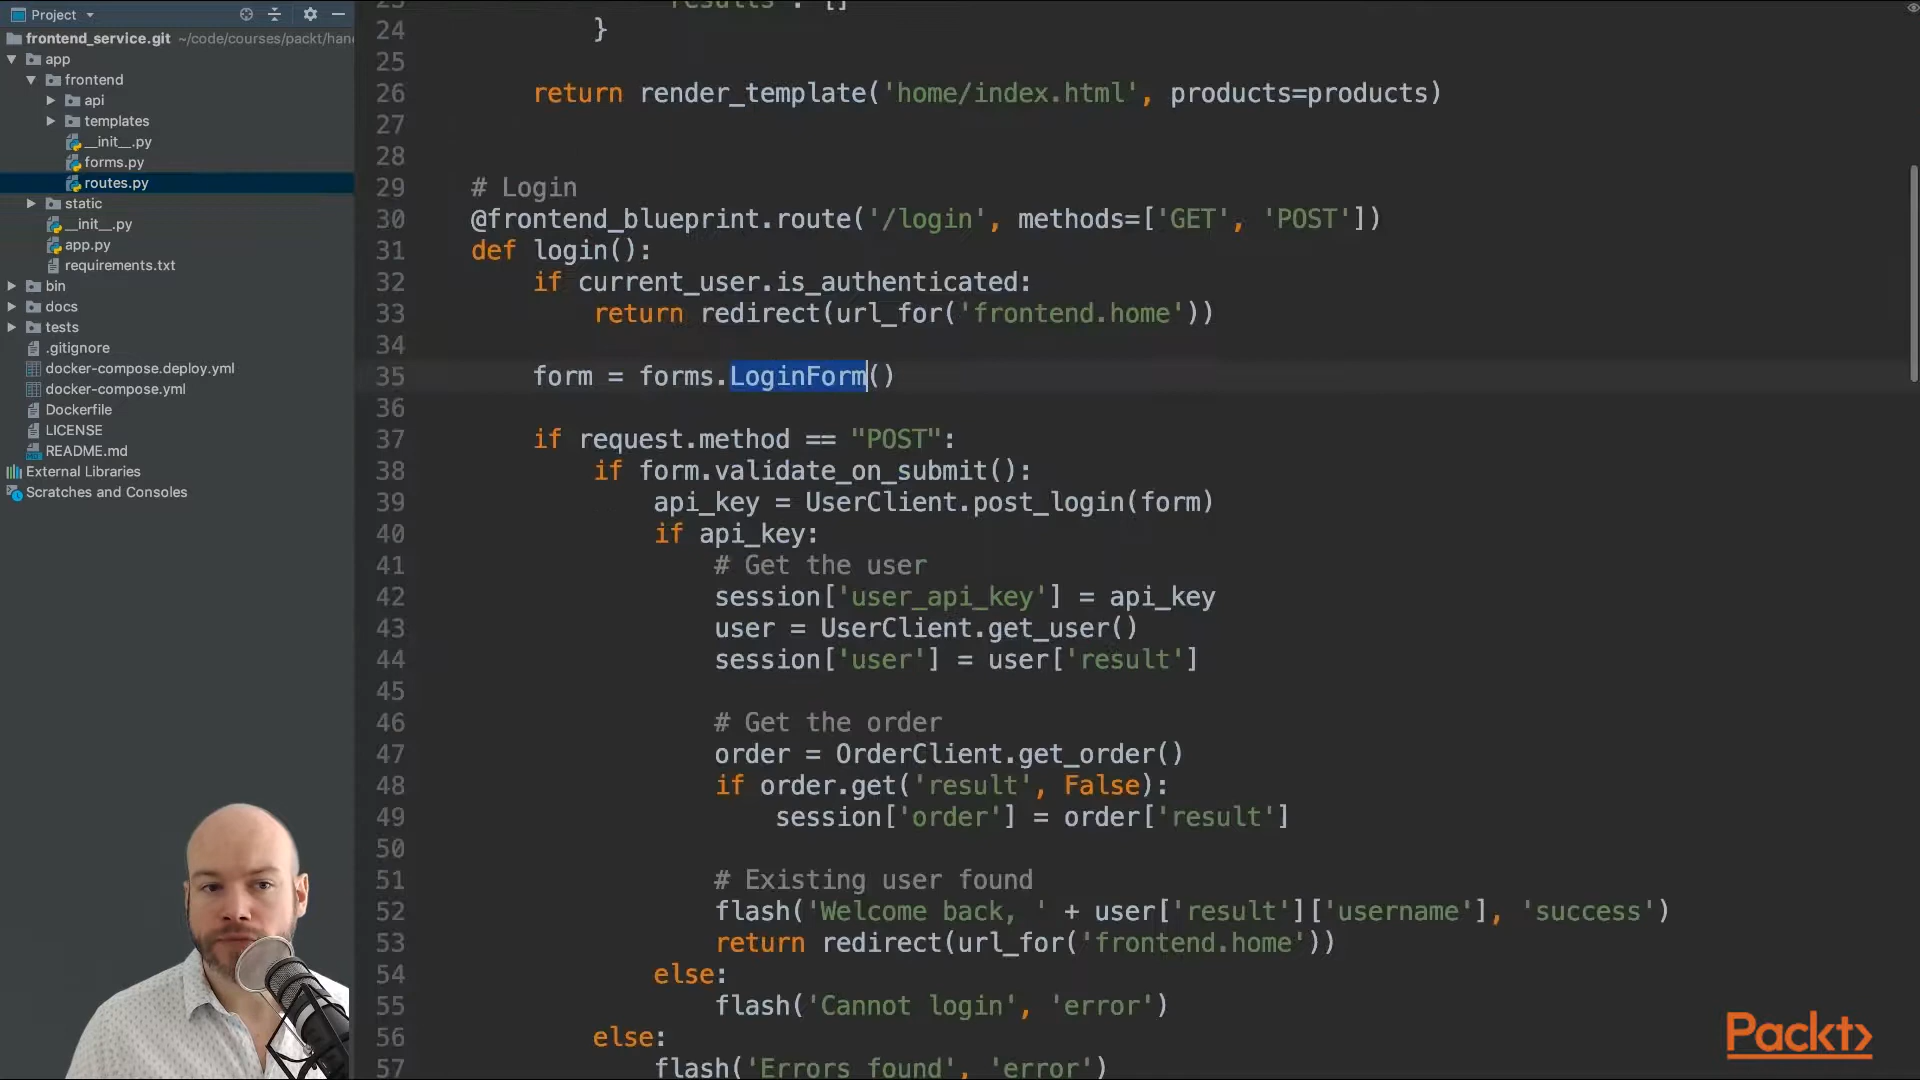 Project
frontend_service.git ~/code/courses/packt/han
app
frontend
api
templates
__init__.py
forms.py
routes.py
static
__init__.py
app.py
requirements.txt
bin
docs
tests
.gitignore
docker-compose.deploy.yml
docker-compose.yml
Dockerfile
LICENSE
README.md
External Libraries
Scratches and Consoles
23 'results': []
24 }
25
26 return render_template('home/index.html', products=products)
27
28
29 # Login
30 @frontend_blueprint.route('/login', methods=['GET', 'POST'])
31 def login():
32 if current_user.is_authenticated:
33 return redirect(url_for('frontend.home'))
34
35 form = forms.LoginForm()
36
37 if request.method == "POST":
38 if form.validate_on_submit():
39 api_key = UserClient.post_login(form)
40 if api_key:
41 # Get the user
42 session['user_api_key'] = api_key
43 user = UserClient.get_user()
44 session['user'] = user['result']
45
46 # Get the order
47 order = OrderClient.get_order()
48 if order.get('result', False):
49 session['order'] = order['result']
50
51 # Existing user found
52 flash('Welcome back, ' + user['result']['username'], 'success')
53 return redirect(url_for('frontend.home'))
54 else:
55 flash('Cannot login', 'error')
56 else:
57 flash('Errors found', 'error')
Packt>